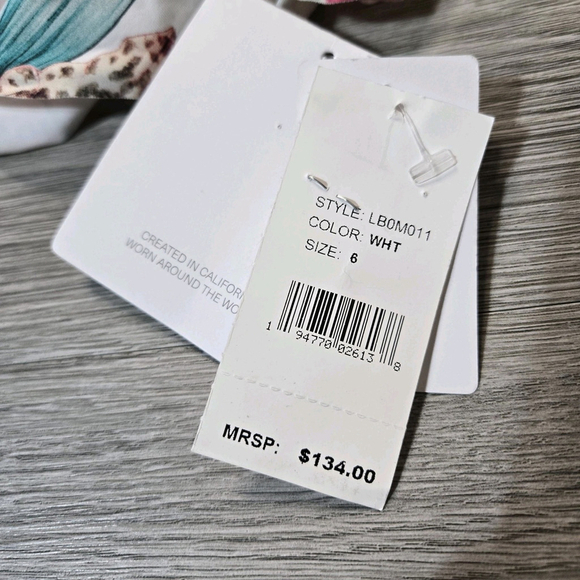 CREATED IN CALIFOR
WORN AROUND THE WO
STYLE: LB0M011
COLOR: WHT
SIZE: 6
1 94770 02613 8
MRSP: $134.00